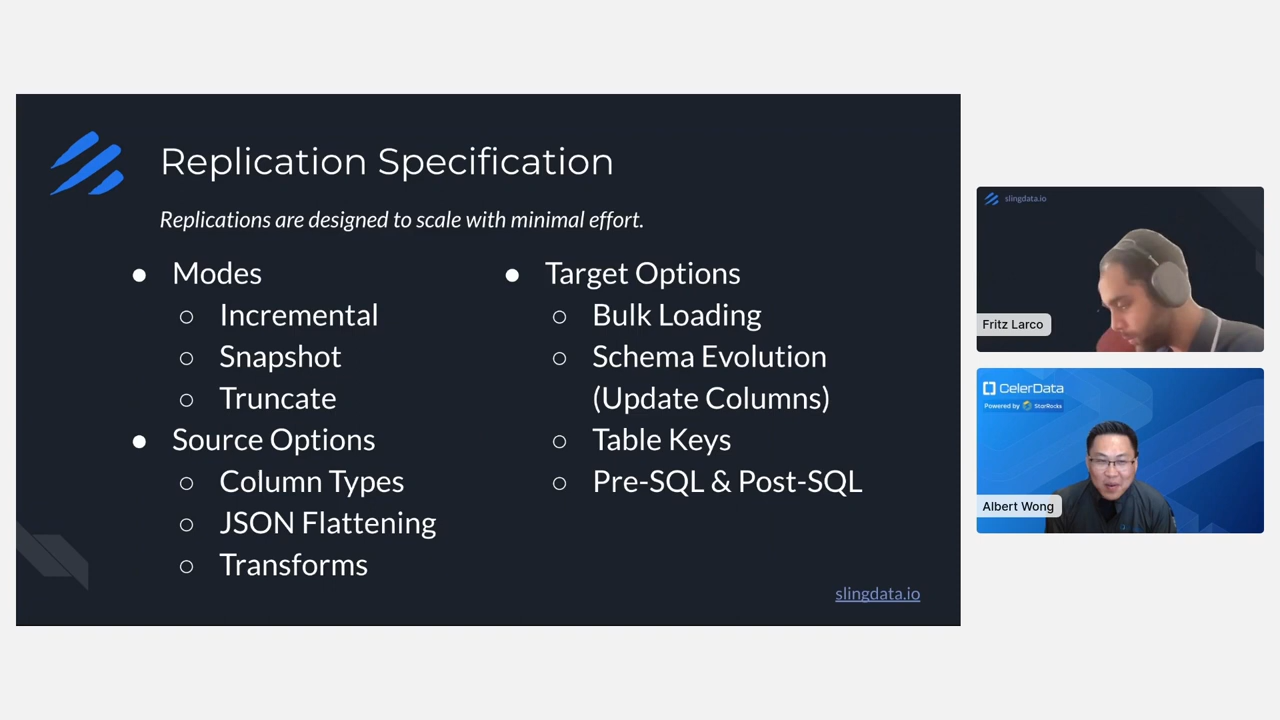 Replication Specification
Replications are designed to scale with minimal effort.
● Modes
○ Incremental
○ Snapshot
○ Truncate
● Source Options
○ Column Types
○ JSON Flattening
○ Transforms
● Target Options
○ Bulk Loading
○ Schema Evolution
(Update Columns)
○ Table Keys
○ Pre-SQL & Post-SQL
slingdata.io
slingdata.io
Fritz Larco
CelerData
Powered by StarRocks
Albert Wong